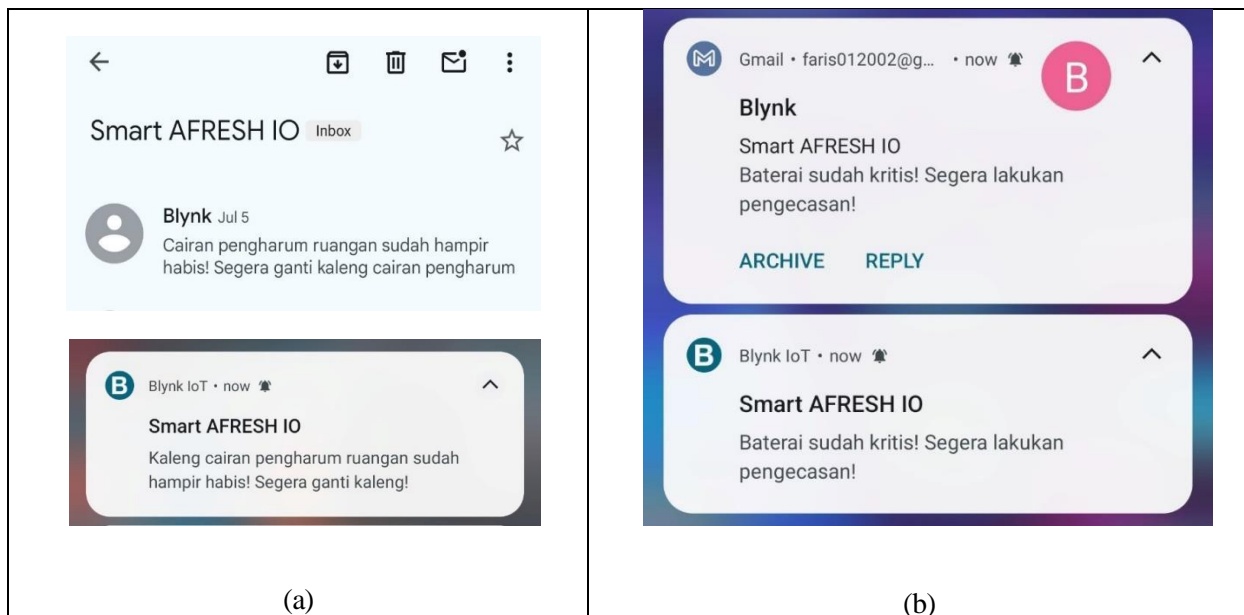 Smart AFRESH IO Inbox
Blynk Jul 5
Cairan pengharum ruangan sudah hampir
habis! Segera ganti kaleng cairan pengharum
B Blynk IoT • now
Smart AFRESH IO
Kaleng cairan pengharum ruangan sudah
hampir habis! Segera ganti kaleng!
(a)
Gmail • faris012002@g... • now
B
Blynk
Smart AFRESH IO
Baterai sudah kritis! Segera lakukan
pengecasan!
ARCHIVE REPLY
B Blynk IoT • now
Smart AFRESH IO
Baterai sudah kritis! Segera lakukan
pengecasan!
(b)